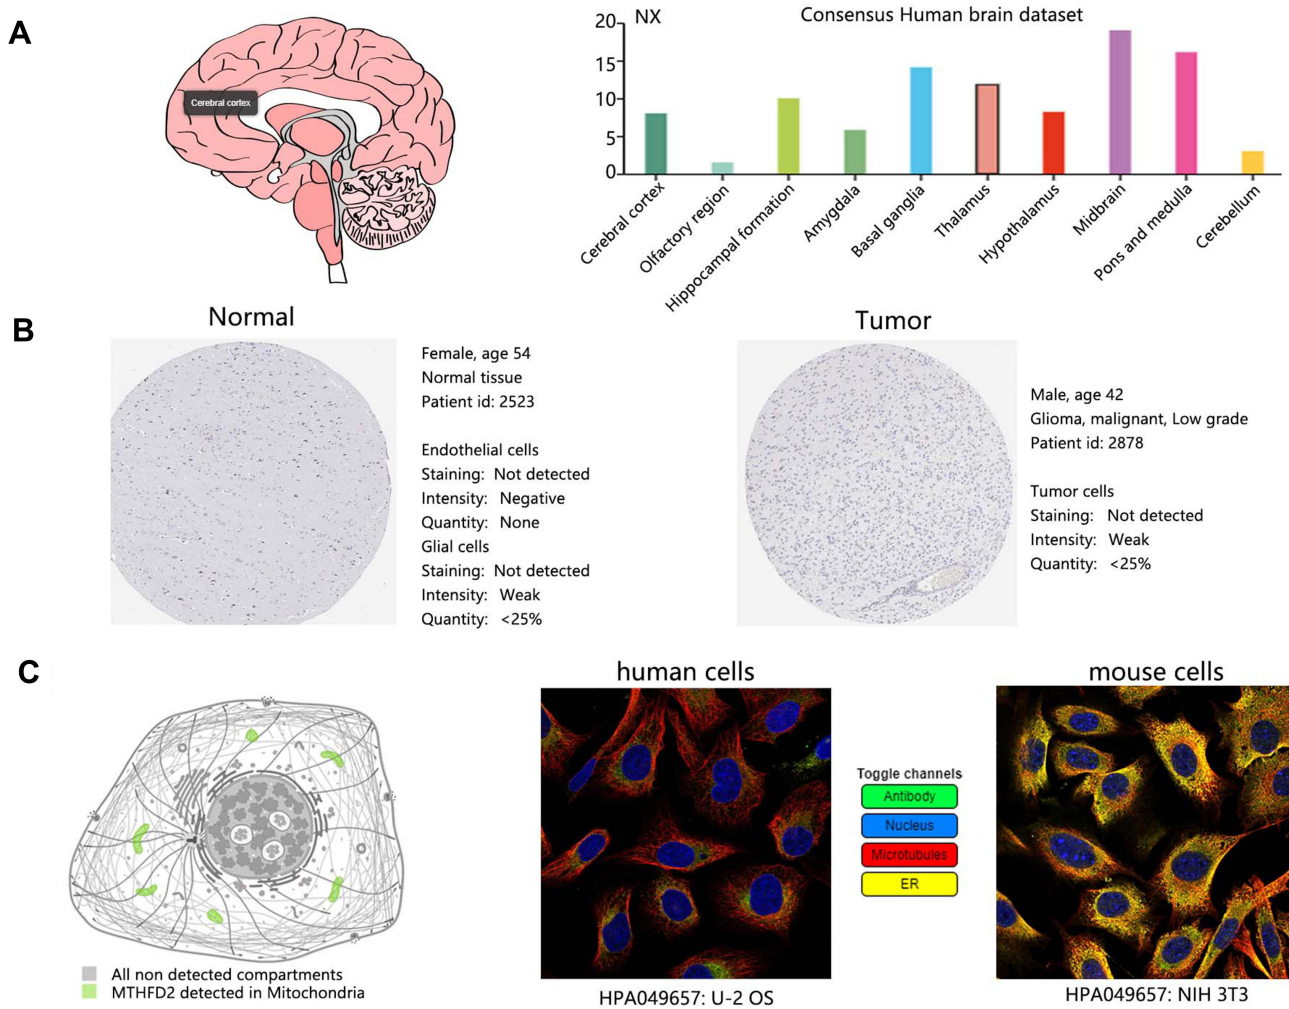 A
Cerebral cortex
NX
Consensus Human brain dataset
20
15
10
5
0
Cerebral cortex
Olfactory region
Hippocampal formation
Amygdala
Basal ganglia
Thalamus
Hypothalamus
Midbrain
Pons and medulla
Cerebellum
B
Normal
Female, age 54
Normal tissue
Patient id: 2523
Endothelial cells
Staining: Not detected
Intensity: Negative
Quantity: None
Glial cells
Staining: Not detected
Intensity: Weak
Quantity: <25%
Tumor
Male, age 42
Glioma, malignant, Low grade
Patient id: 2878
Tumor cells
Staining: Not detected
Intensity: Weak
Quantity: <25%
C
All non detected compartments
MTHFD2 detected in Mitochondria
human cells
HPA049657: U-2 OS
Toggle channels
Antibody
Nucleus
Microtubules
ER
mouse cells
HPA049657: NIH 3T3